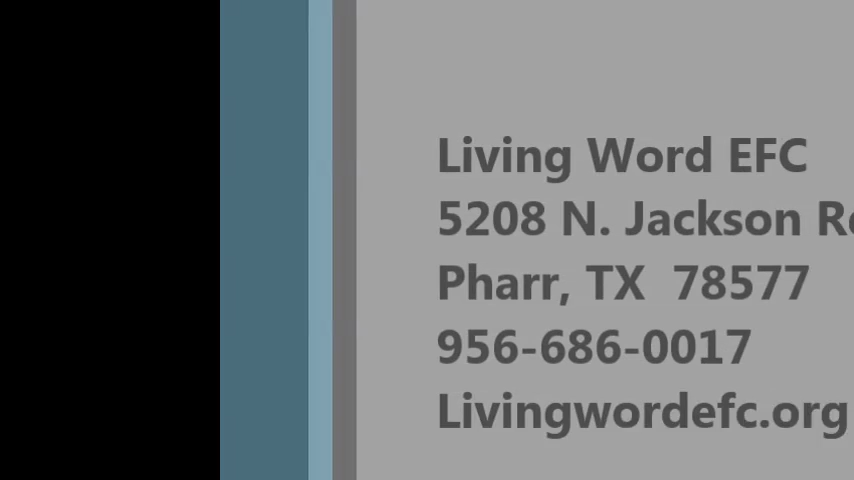 Living Word EFC
5208 N. Jackson
Pharr, TX  78577
956-686-0017
Livingwordefc.org